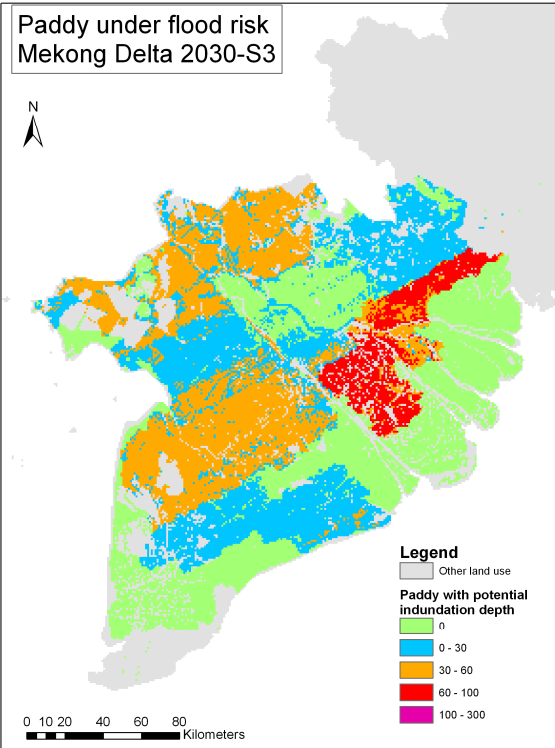 Paddy under flood risk
Mekong Delta 2030-S3
N
Legend
Other land use
Paddy with potential
indundation depth
0
0 - 30
30 - 60
60 - 100
100 - 300
0 10 20 40 60 80
Kilometers